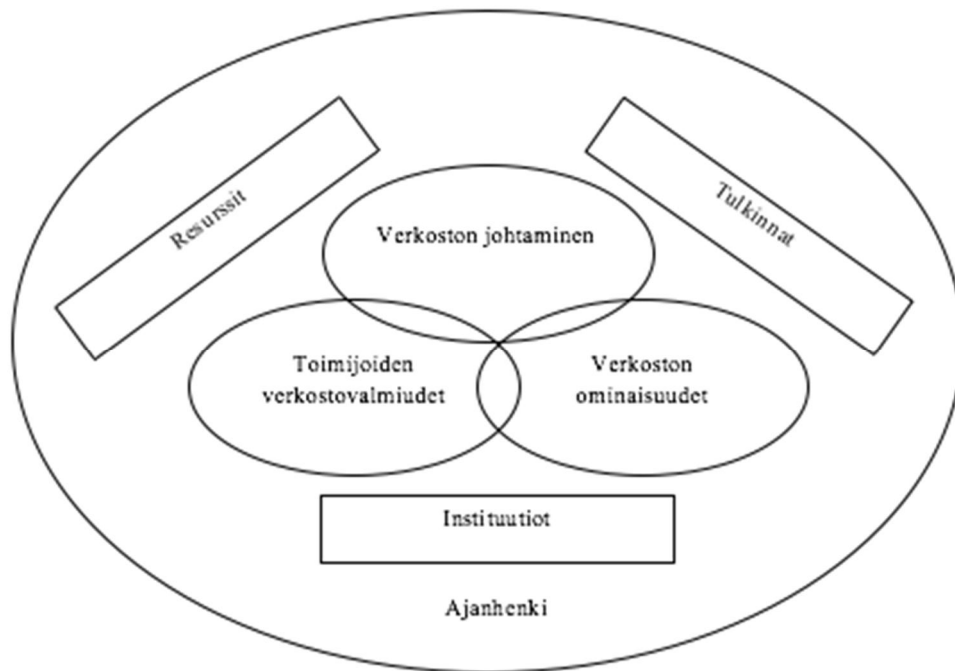 Resurssit
Tulkinnat
Verkoston johtaminen
Toimijoiden
verkostovalmiudet
Verkoston
ominaisuudet
Instituutiot
Ajanhenki